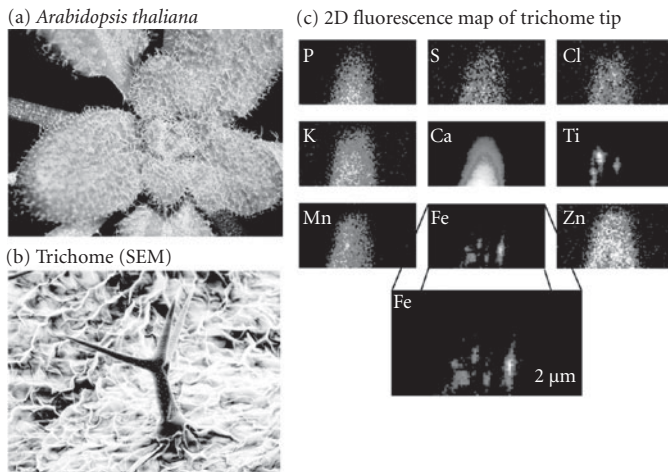 (a) Arabidopsis thaliana
(b) Trichome (SEM)
(c) 2D fluorescence map of trichome tip
P S Cl
K Ca Ti
Mn Fe Zn
Fe
2 μm